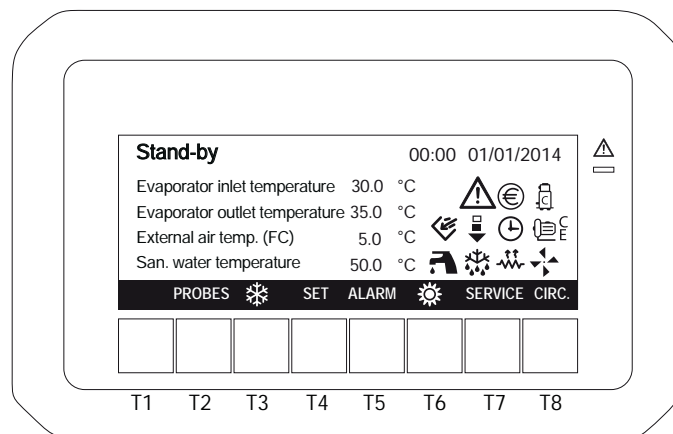 Stand-by 00:00 01/01/2014
Evaporator inlet temperature 30.0 °C
Evaporator outlet temperature 35.0 °C
External air temp. (FC) 5.0 °C
San. water temperature 50.0 °C
C
C
E
PROBES SET ALARM SERVICE CIRC.
T1 T2 T3 T4 T5 T6 T7 T8